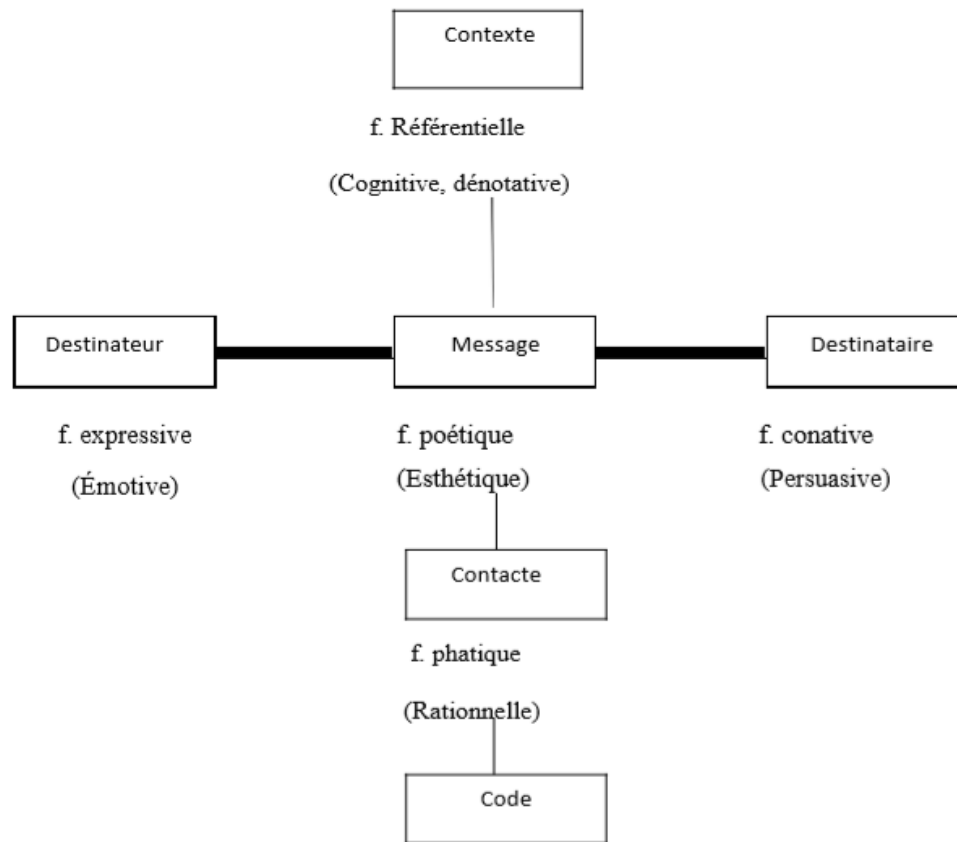 Contexte
f. Référentielle
(Cognitive, dénotative)
Destinateur
Message
Destinataire
f. expressive
f. poétique
f. conative
(Émotive)
(Esthétique)
(Persuasive)
Contacte
f. phatique
(Rationnelle)
Code